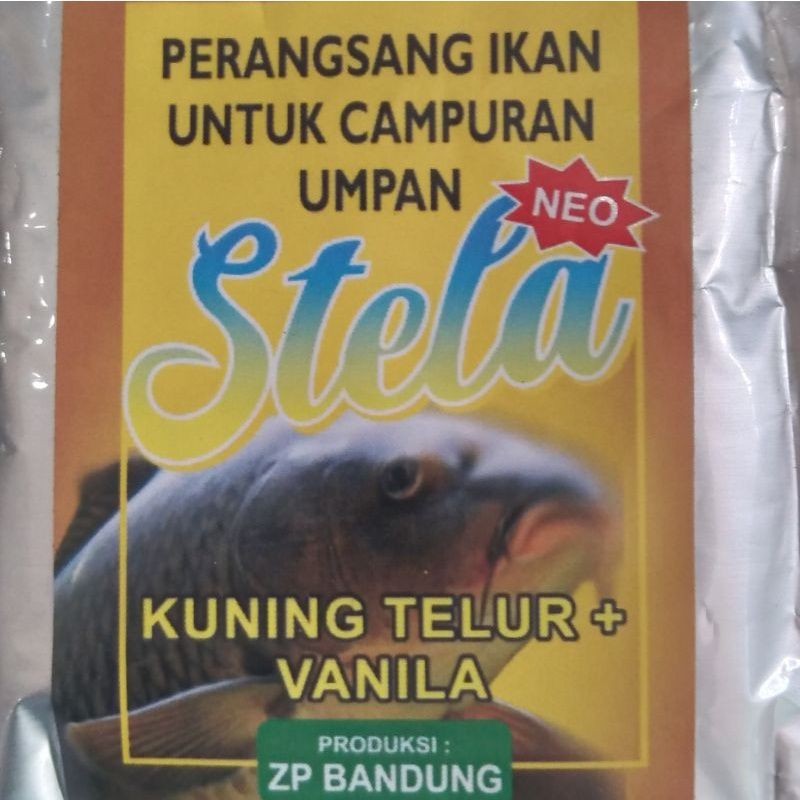 PERANGSANG IKAN
UNTUK CAMPURAN
UMPAN
NEO
Stela
KUNING TELUR +
VANILA
PRODUKSI :
ZP BANDUNG